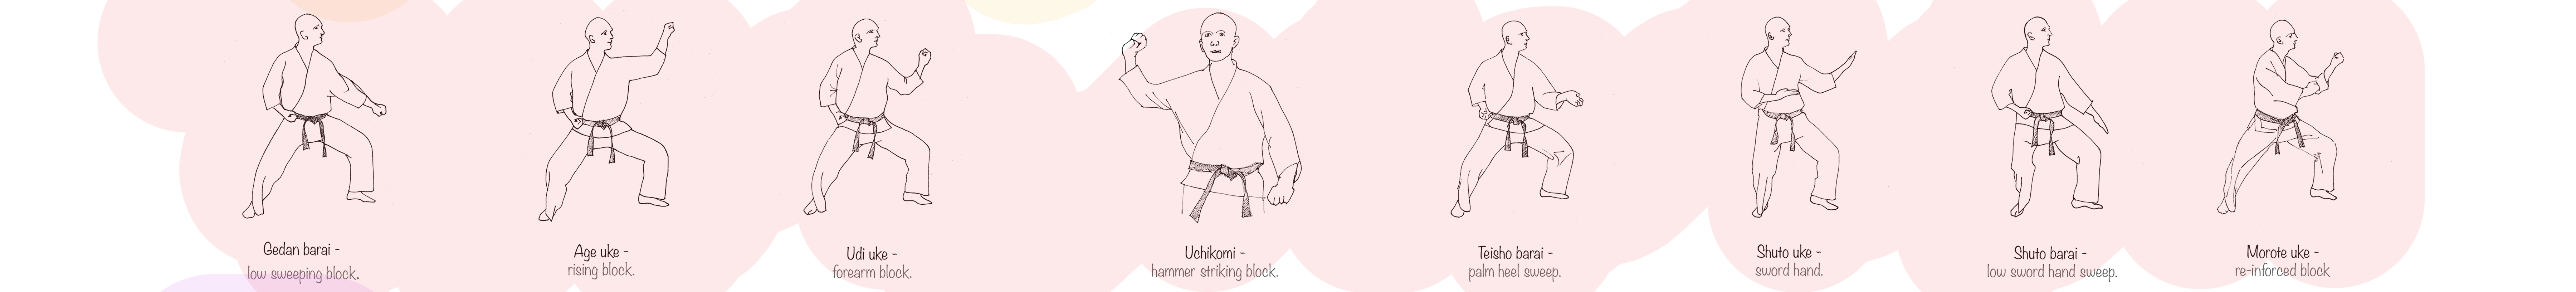 Gedan barai -
low sweeping block.
Age uke -
rising block.
Udi uke -
forearm block.
Uchikomi -
hammer striking block.
Teisho barai -
palm heel sweep.
Shuto uke -
sword hand.
Shuto barai -
low sword hand sweep.
Morote uke -
re-inforced block